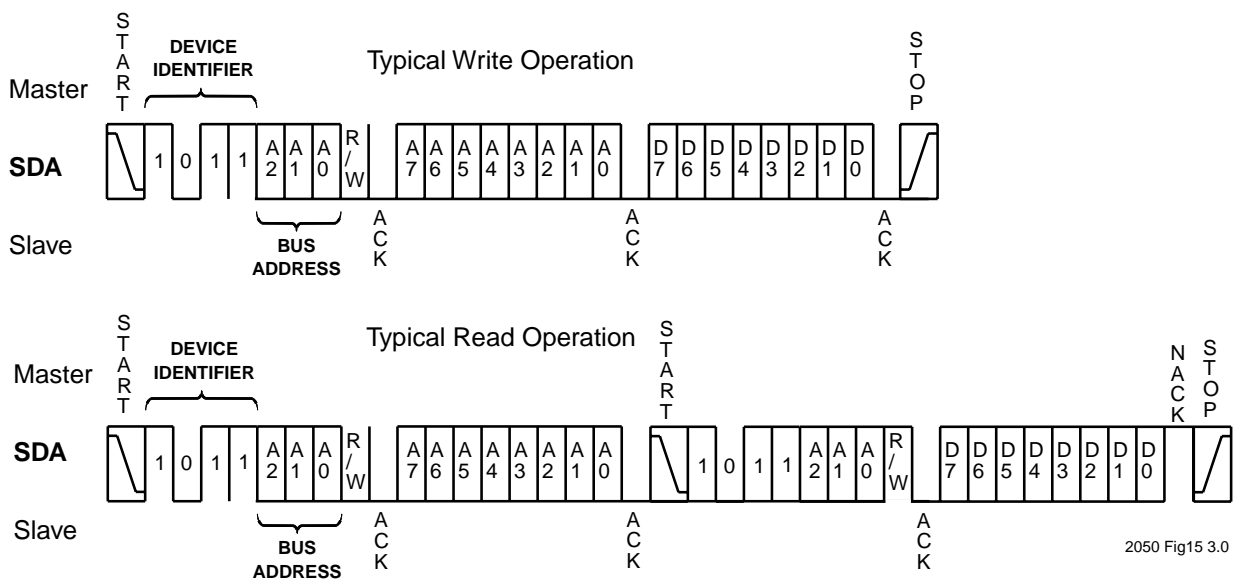 START
DEVICE
IDENTIFIER
Typical Write Operation
STOP
Master
SDA
1 0 1 1 A2 A1 A0 R/W A7 A6 A5 A4 A3 A2 A1 A0 D7 D6 D5 D4 D3 D2 D1 D0
Slave
BUS
ADDRESS
ACK
ACK
ACK
START
DEVICE
IDENTIFIER
Typical Read Operation
START
NACK
STOP
Master
SDA
1 0 1 1 A2 A1 A0 R/W A7 A6 A5 A4 A3 A2 A1 A0 1 0 1 1 A2 A1 A0 R/W D7 D6 D5 D4 D3 D2 D1 D0
Slave
BUS
ADDRESS
ACK
ACK
ACK
2050 Fig15 3.0